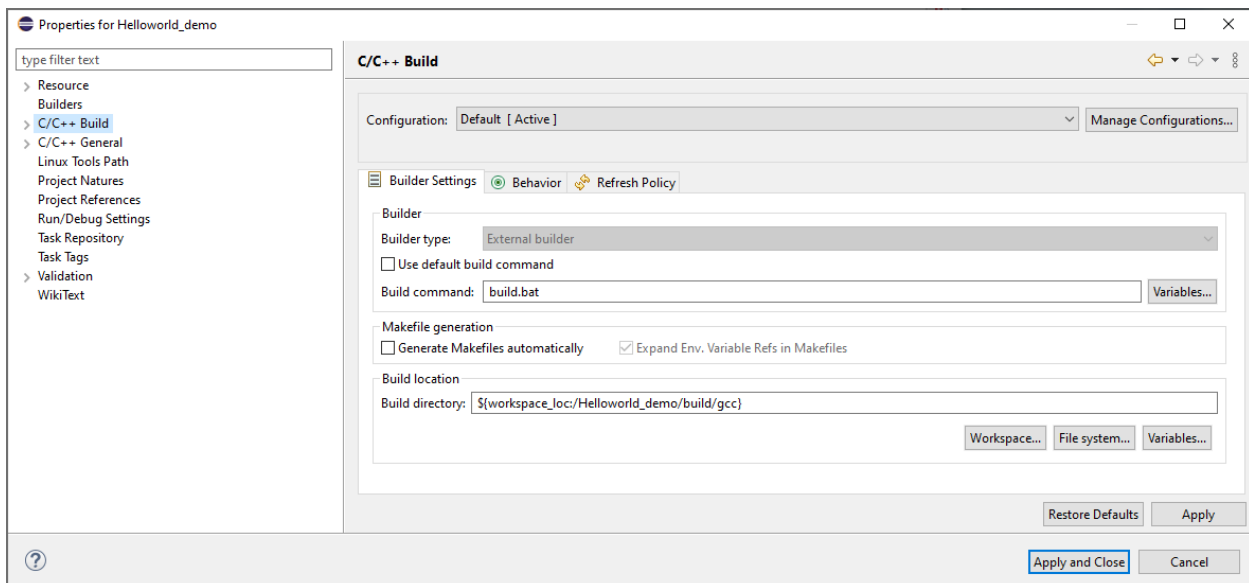 Properties for Helloworld_demo
type filter text
Resource
Builders
C/C++ Build
C/C++ General
Linux Tools Path
Project Natures
Project References
Run/Debug Settings
Task Repository
Task Tags
Validation
WikiText
C/C++ Build
Configuration: Default [ Active ] Manage Configurations...
Builder Settings Behavior Refresh Policy
Builder
Builder type: External builder
Use default build command
Build command: build.bat Variables...
Makefile generation
Generate Makefiles automatically Expand Env. Variable Refs in Makefiles
Build location
Build directory: ${workspace_loc:/Helloworld_demo/build/gcc}
Workspace... File system... Variables...
Restore Defaults Apply
? Apply and Close Cancel